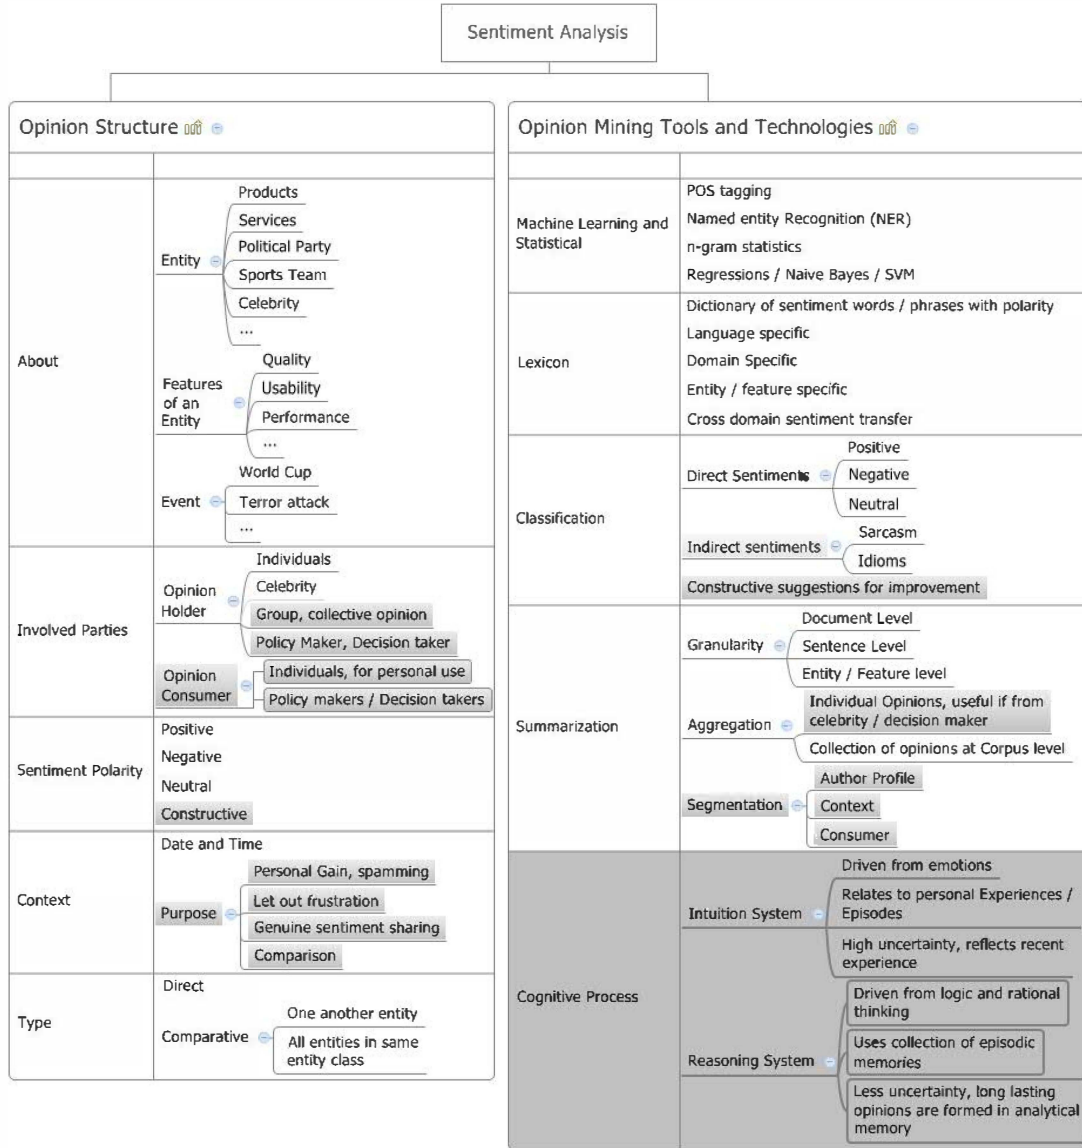 Sentiment Analysis
Opinion Structure
About
Entity
Products
Services
Political Party
Sports Team
Celebrity
...
Features
of an
Entity
Quality
Usability
Performance
...
Event
World Cup
Terror attack
...
Involved Parties
Opinion
Holder
Individuals
Celebrity
Group, collective opinion
Policy Maker, Decision taker
Opinion
Consumer
Individuals, for personal use
Policy makers / Decision takers
Sentiment Polarity
Positive
Negative
Neutral
Constructive
Context
Date and Time
Purpose
Personal Gain, spamming
Let out frustration
Genuine sentiment sharing
Comparison
Type
Direct
Comparative
One another entity
All entities in same
entity class
Opinion Mining Tools and Technologies
Machine Learning and
Statistical
POS tagging
Named entity Recognition (NER)
n-gram statistics
Regressions / Naive Bayes / SVM
Lexicon
Dictionary of sentiment words / phrases with polarity
Language specific
Domain Specific
Entity / feature specific
Cross domain sentiment transfer
Classification
Direct Sentiments
Positive
Negative
Neutral
Indirect sentiments
Sarcasm
Idioms
Constructive suggestions for improvement
Summarization
Granularity
Document Level
Sentence Level
Entity / Feature level
Aggregation
Individual Opinions, useful if from
celebrity / decision maker
Collection of opinions at Corpus level
Segmentation
Author Profile
Context
Consumer
Cognitive Process
Intuition System
Driven from emotions
Relates to personal Experiences /
Episodes
High uncertainty, reflects recent
experience
Reasoning System
Driven from logic and rational
thinking
Uses collection of episodic
memories
Less uncertainty, long lasting
opinions are formed in analytical
memory